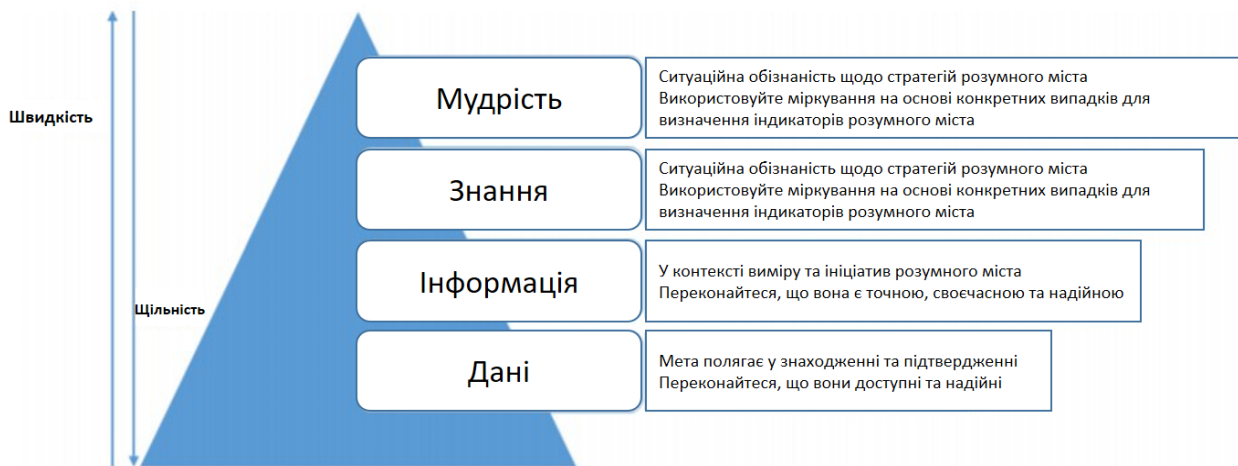 Швидкість
Щільність
Мудрість
Ситуаційна обізнаність щодо стратегій розумного міста
Використовуйте міркування на основі конкретних випадків для
визначення індикаторів розумного міста
Знання
Ситуаційна обізнаність щодо стратегій розумного міста
Використовуйте міркування на основі конкретних випадків для
визначення індикаторів розумного міста
Інформація
У контексті виміру та ініціатив розумного міста
Переконайтеся, що вона є точною, своєчасною та надійною
Дані
Мета полягає у знаходженні та підтвердженні
Переконайтеся, що вони доступні та надійні